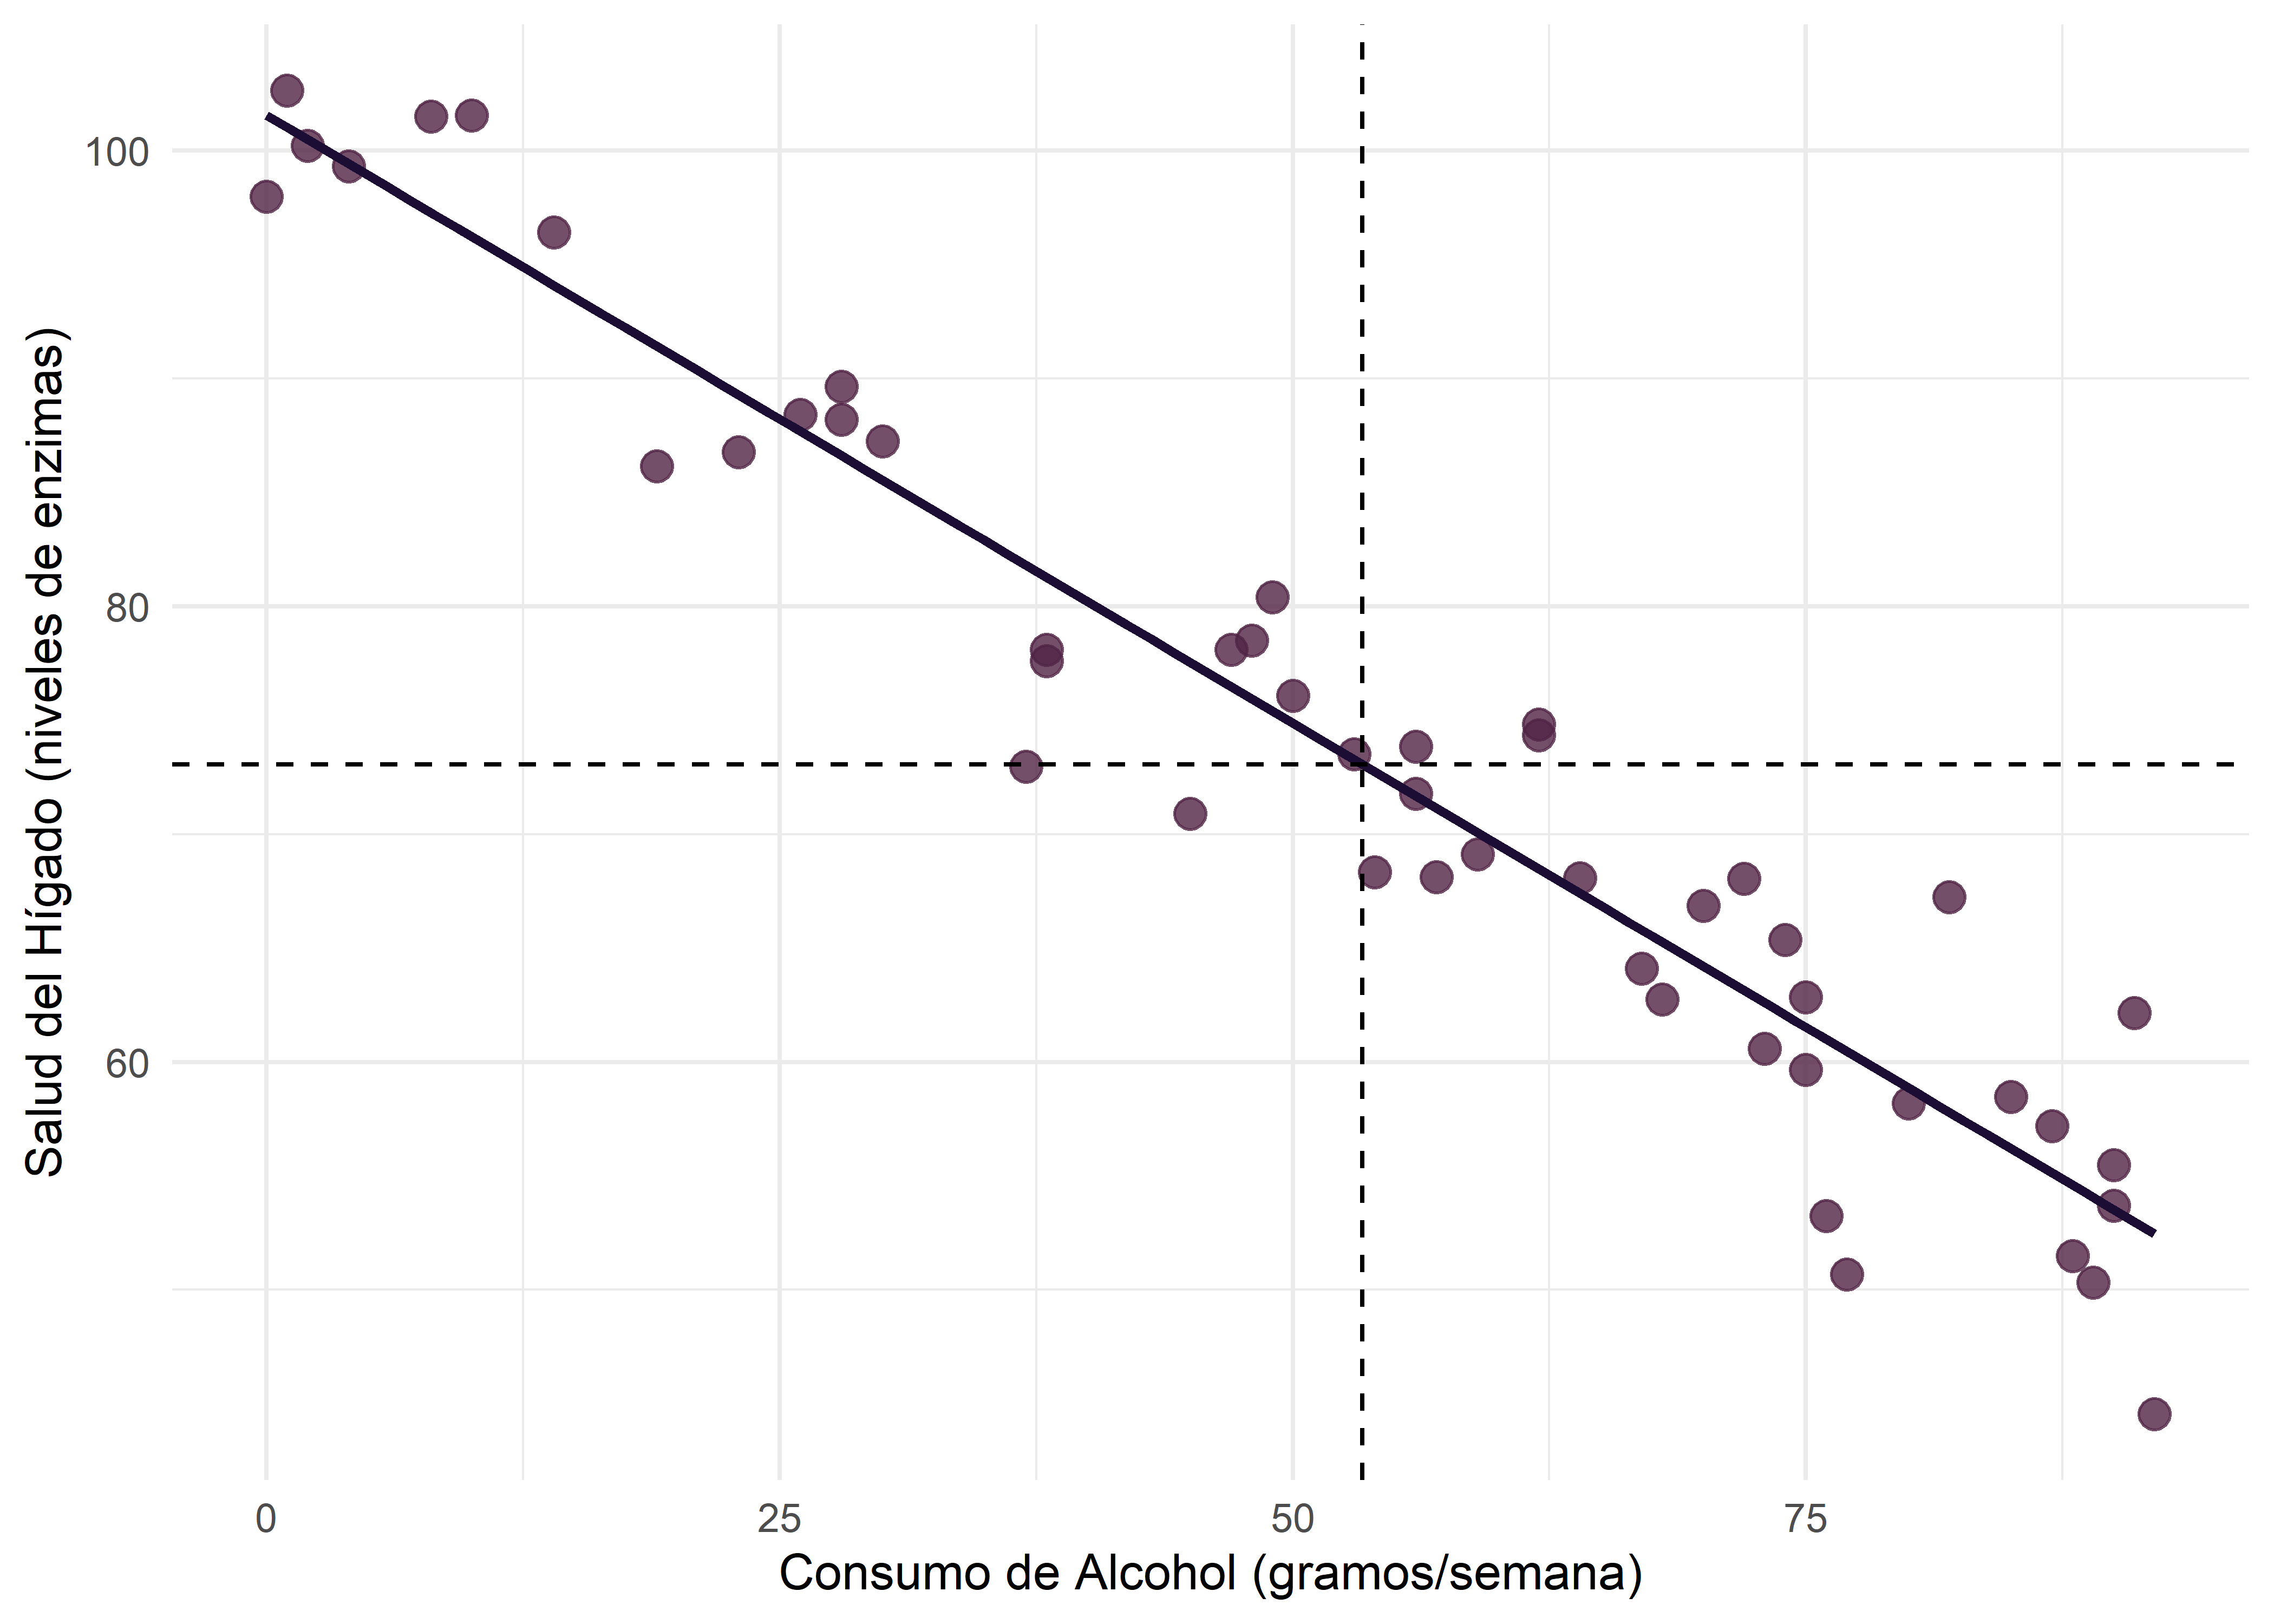 Salud del Hígado (niveles de enzimas)
100
80
60
0 25 50 75
Consumo de Alcohol (gramos/semana)